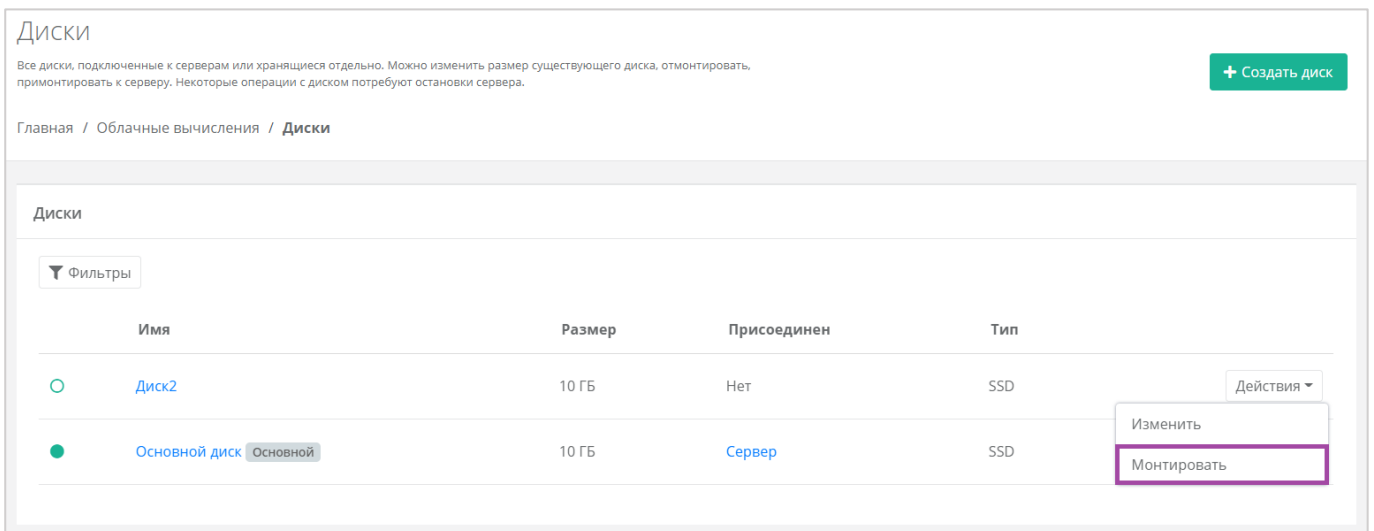 Диски
Все диски, подключенные к серверам или хранящиеся отдельно. Можно изменить размер существующего диска, отмонтировать,
примонтировать к серверу. Некоторые операции с диском потребуют остановки сервера.
+ Создать диск
Главная / Облачные вычисления / Диски
Диски
Фильтры
Имя Размер Присоединен Тип
Диск2 10 ГБ Нет SSD Действия
Изменить
Основной диск Основной 10 ГБ Сервер SSD
Монтировать